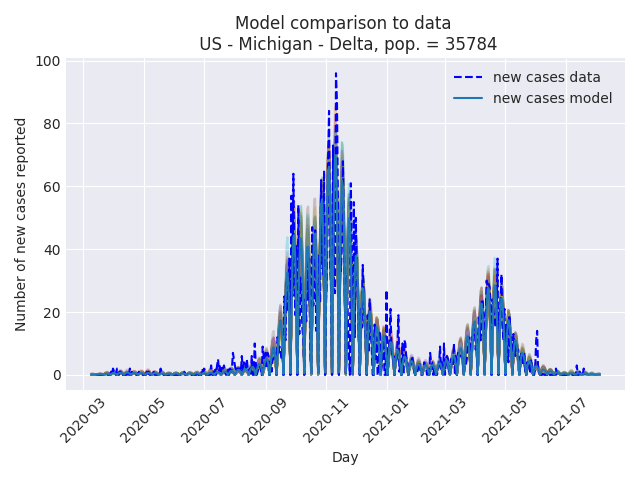 Model comparison to data
US - Michigan - Delta, pop. = 35784
new cases data
new cases model
Number of new cases reported
100
80
60
40
20
0
2020-03
2020-05
2020-07
2020-09
2020-11
2021-01
2021-03
2021-05
2021-07
Day